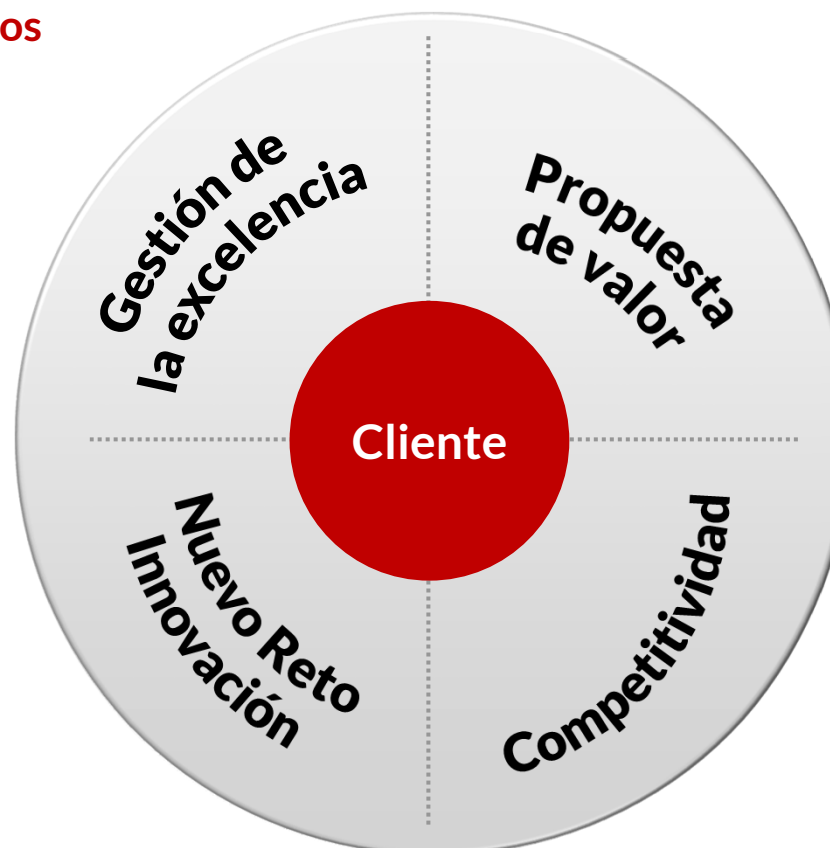 os
Gestión de
la excelencia
Propuesta
de valor
Cliente
Nuevo Reto
Innovación
Competitividad